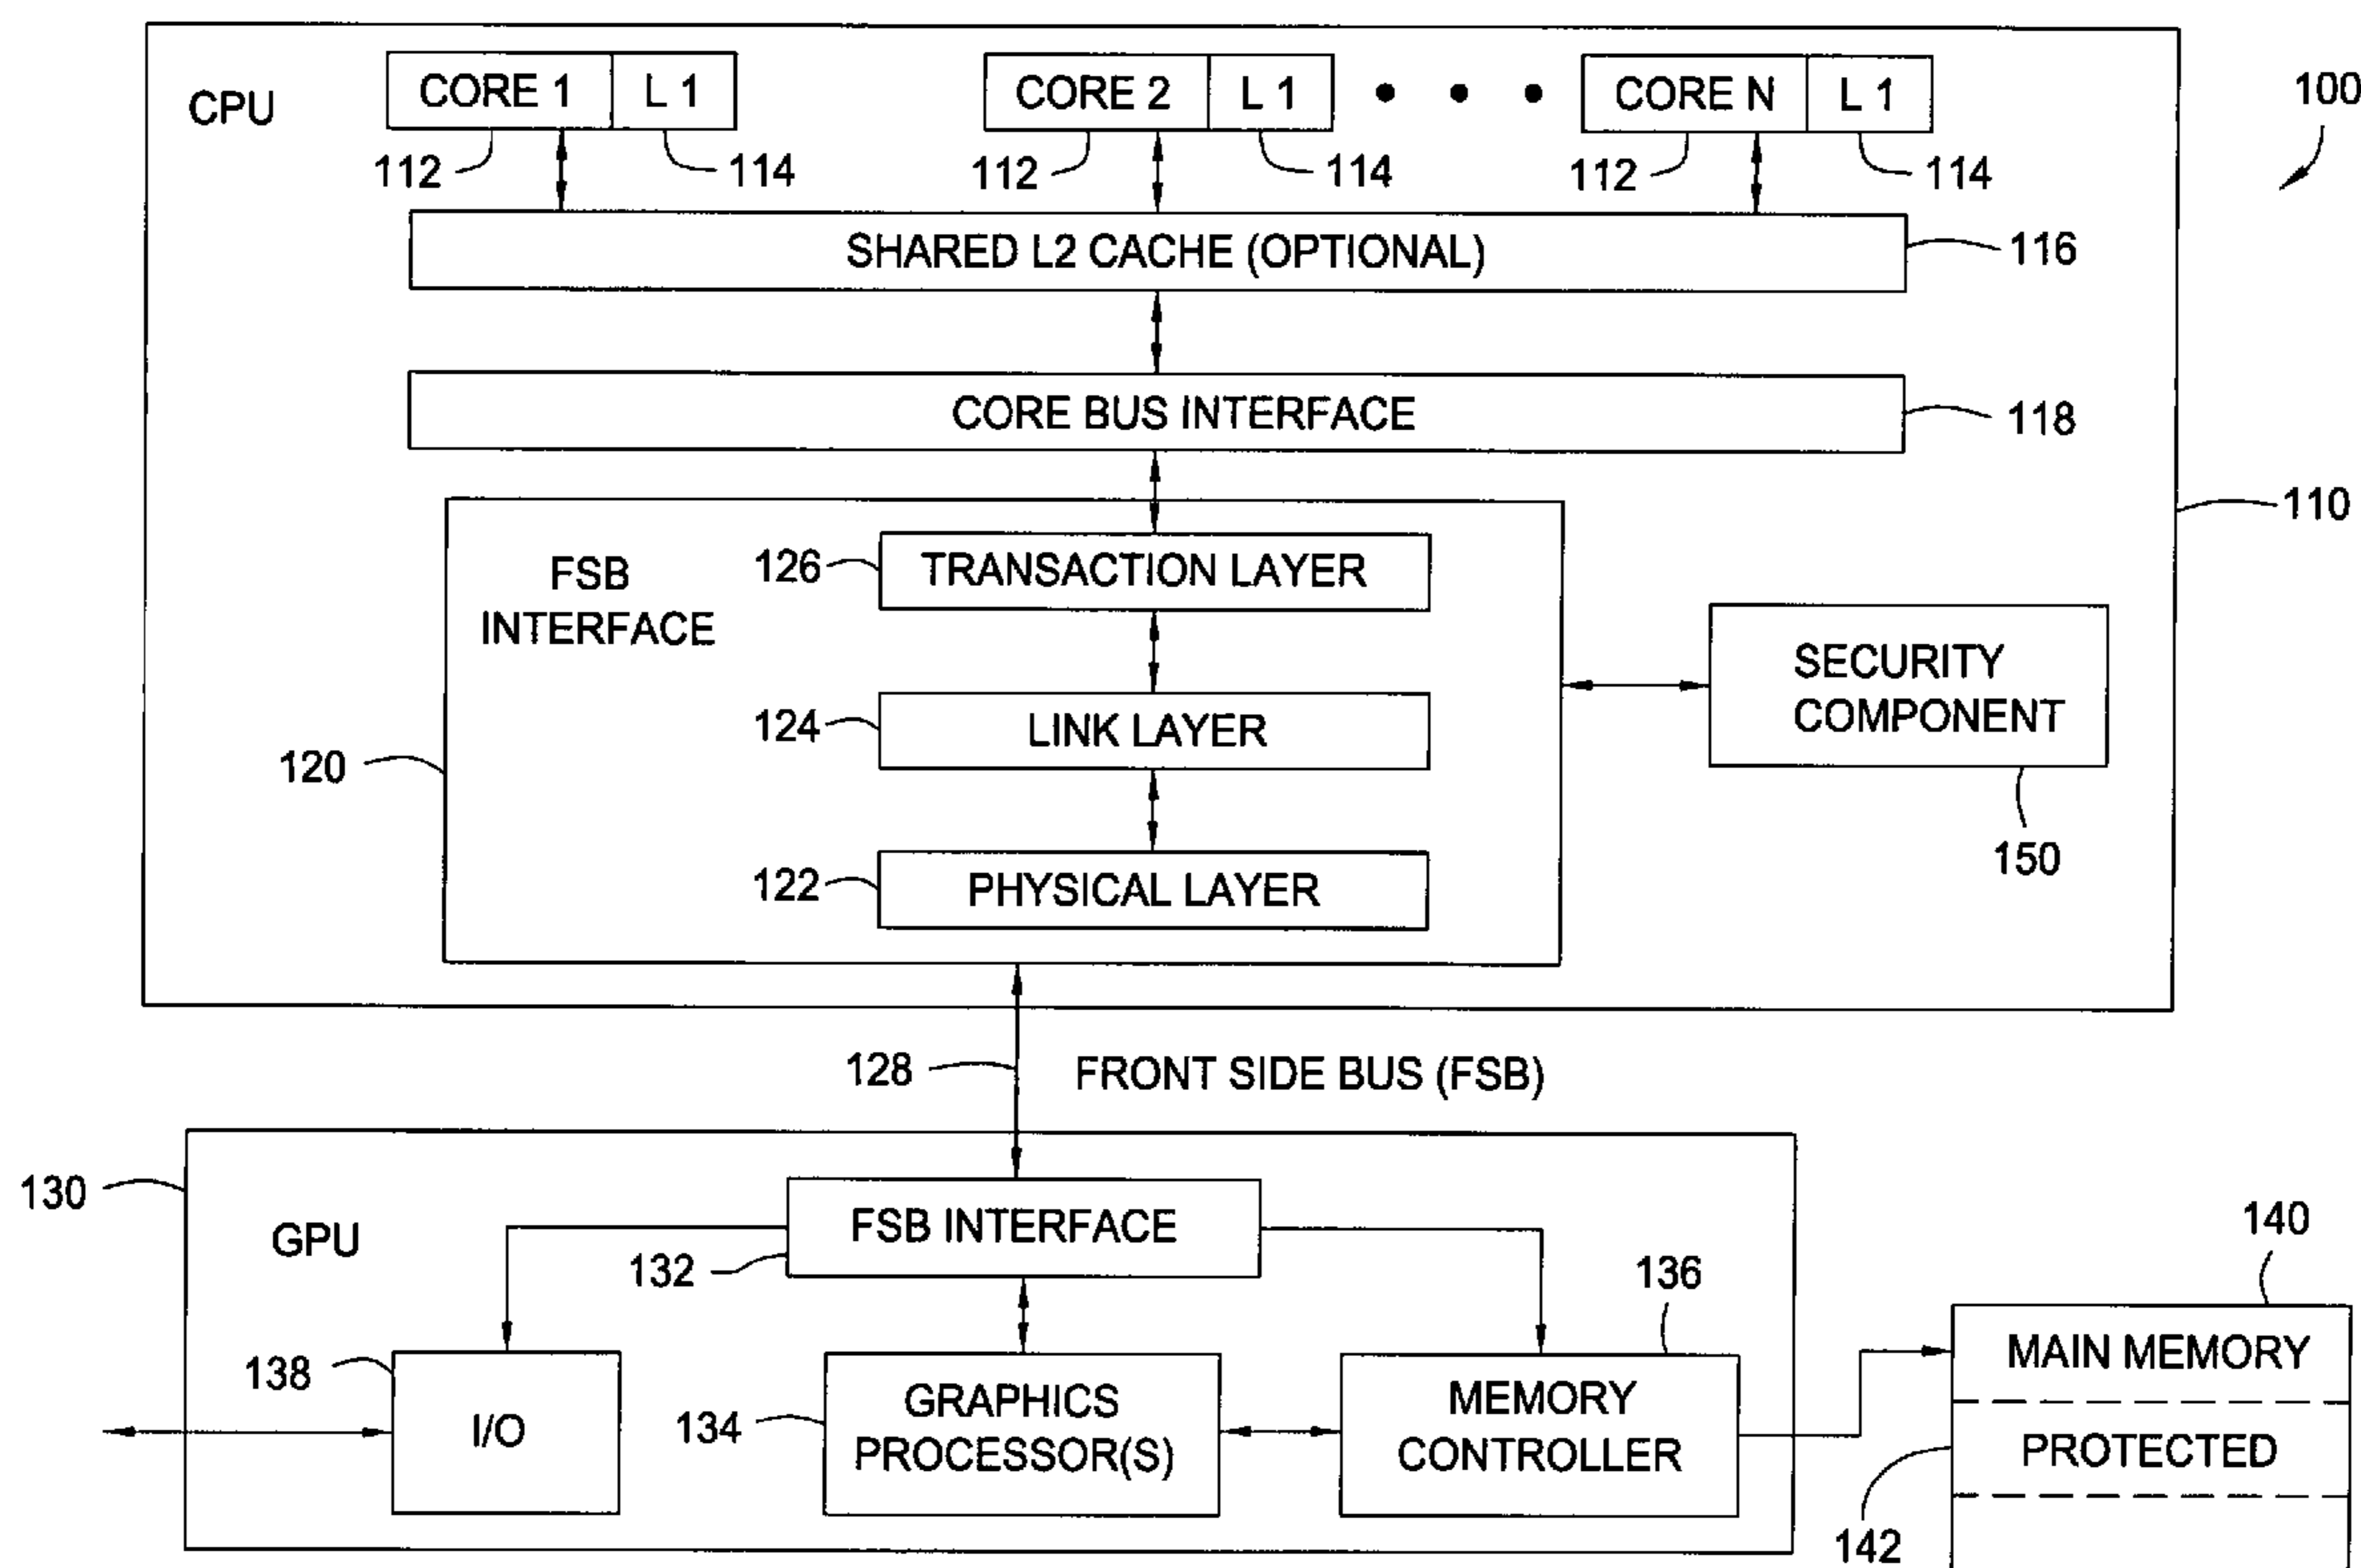 CPU
CORE 1 L 1
CORE 2 L 1
CORE N L 1
100
112 114
112 114
112 114
SHARED L2 CACHE (OPTIONAL)
116
CORE BUS INTERFACE
118
110
FSB
INTERFACE
126
TRANSACTION LAYER
124
LINK LAYER
120
122
PHYSICAL LAYER
SECURITY
COMPONENT
150
128
FRONT SIDE BUS (FSB)
130
GPU
FSB INTERFACE
132
136
140
138
I/O
134
GRAPHICS
PROCESSOR(S)
MEMORY
CONTROLLER
MAIN MEMORY
PROTECTED
142